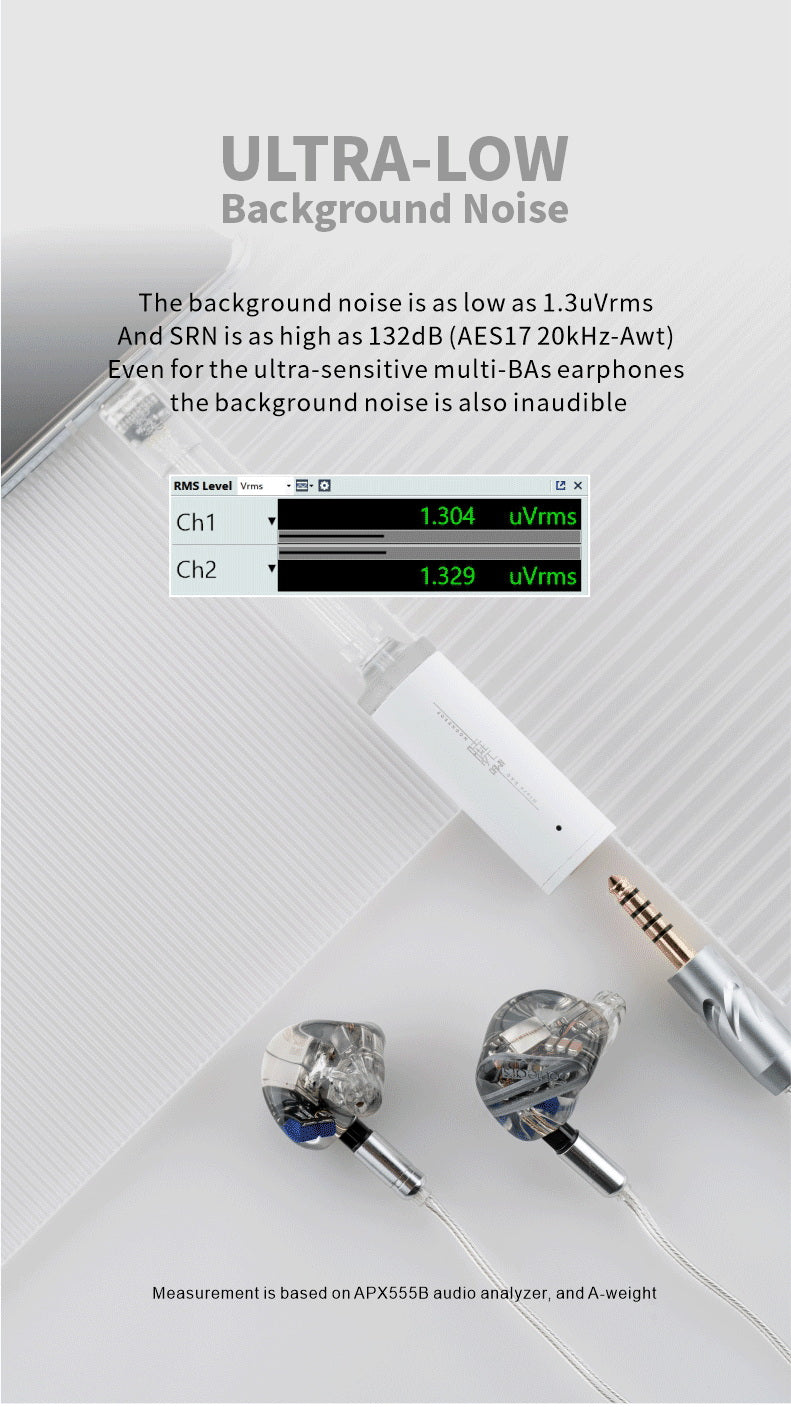 ULTRA-LOW
Background Noise
The background noise is as low as 1.3uVrms
And SRN is as high as 132dB (AES17 20kHz-Awt)
Even for the ultra-sensitive multi-BAs earphones
the background noise is also inaudible
RMS Level Vrms
Ch1 1.304 uVrms
Ch2 1.329 uVrms
Measurement is based on APX555B audio analyzer, and A-weight